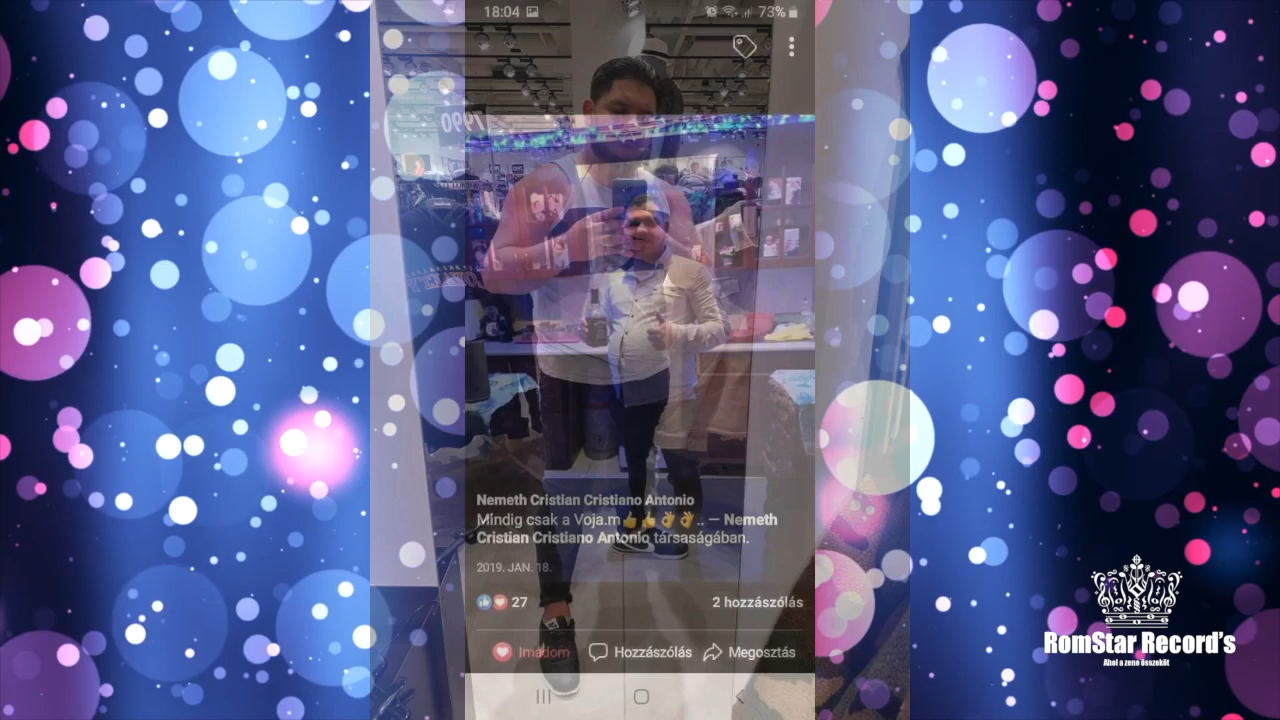 18:04
73%
0661
Nemeth Cristian Cristiano Antonio
Mindig csak a Voja.m👍👍👌👌.. — Nemeth
Cristian Cristiano Antonio társaságában.
2019. JAN. 18.
27
2 hozzászólás
Imádom
Hozzászólás
Megosztás
RomStar Record's
Ahol a zene összeköt